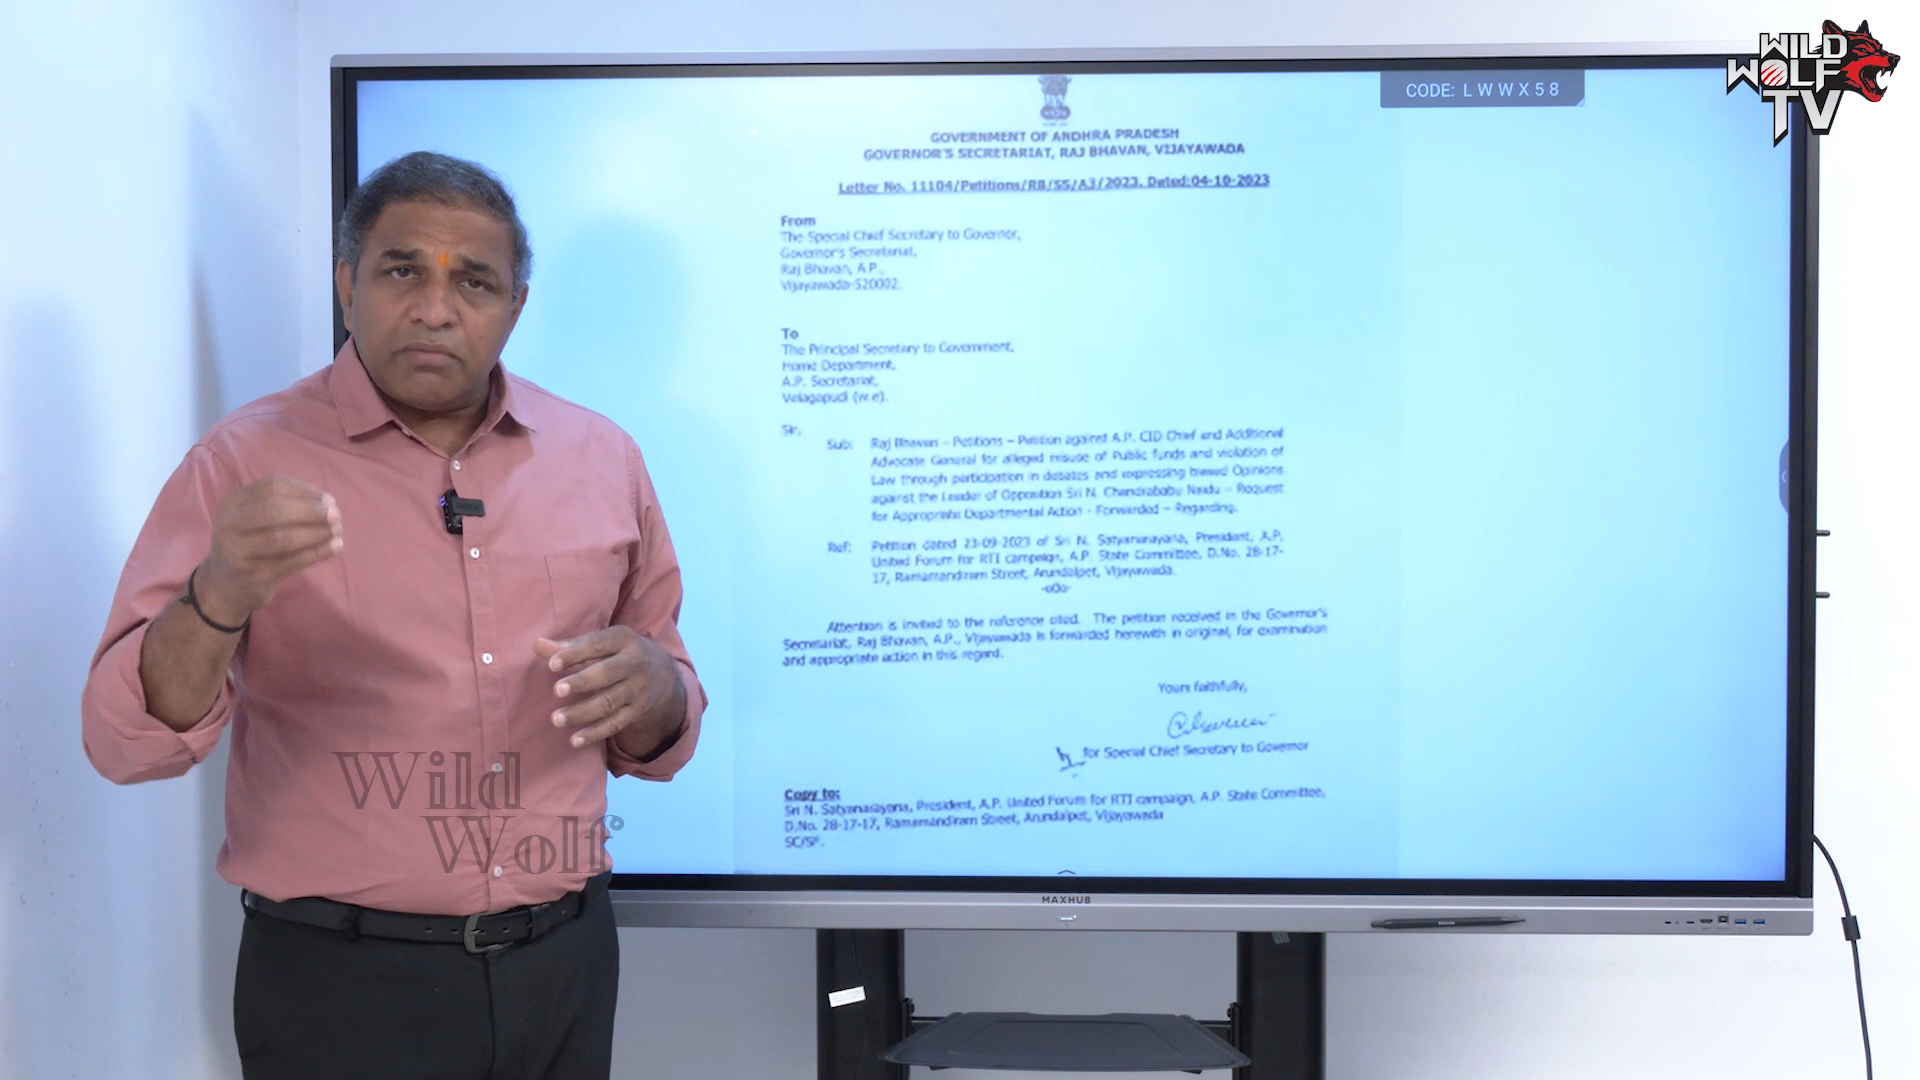 WILD
WOLF
TV
CODE: LWWX58
GOVERNMENT OF ANDHRA PRADESH
GOVERNOR'S SECRETARIAT, RAJ BHAVAN, VIJAYAWADA
Letter No. 11104/Petitions/RB/SS/A3/2023, Dated:04-10-2023
From
The Special Chief Secretary to Governor,
Governor's Secretariat,
Raj Bhavan, A.P.,
Vijayawada-520002.
To
The Principal Secretary to Government,
Home Department,
A.P. Secretariat,
Velagapudi (w.e).
Sir,
Sub: Raj Bhavan – Petitions – Petition against A.P. CID Chief and Additional
Advocate General for alleged misuse of Public funds and violation of
Law through participation in debates and expressing biased Opinions
against the Leader of Opposition Sri N. Chandrababu Naidu – Request
for Appropriate Departmental Action - Forwarded – Regarding.
Ref: Petition dated 23-09-2023 of Sri N. Satyanarayana, President, A.P.
United Forum for RTI campaign, A.P. State Committee, D.No. 28-17-
17, Ramamandiram Street, Arundalpet, Vijayawada.
-o0o-
Attention is invited to the reference cited. The petition received in the Governor's
Secretariat, Raj Bhavan, A.P., Vijayawada is forwarded herewith in original, for examination
and appropriate action in this regard.
Yours faithfully,
for Special Chief Secretary to Governor
Copy to:
Sri N. Satyanarayana, President, A.P. United Forum for RTI campaign, A.P. State Committee,
D.No. 28-17-17, Ramamandiram Street, Arundalpet, Vijayawada
SC/SF.
MAXHUB
Wild
Wolf